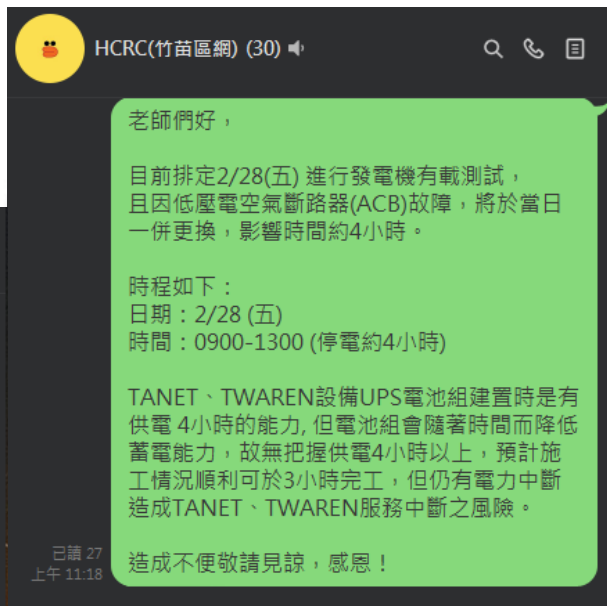 HCRC(竹苗區網) (30)
老師們好，
目前排定2/28(五) 進行發電機有載測試，
且因低壓電空氣斷路器(ACB)故障，將於當日
一併更換，影響時間約4小時。
時程如下：
日期：2/28 (五)
時間：0900-1300 (停電約4小時)
TANET、TWAREN設備UPS電池組建置時是有
供電 4小時的能力, 但電池組會隨著時間而降低
蓄電能力，故無把握供電4小時以上，預計施
工情況順利可於3小時完工，但仍有電力中斷
造成TANET、TWAREN服務中斷之風險。
造成不便敬請見諒，感恩！
已讀 27
上午 11:18